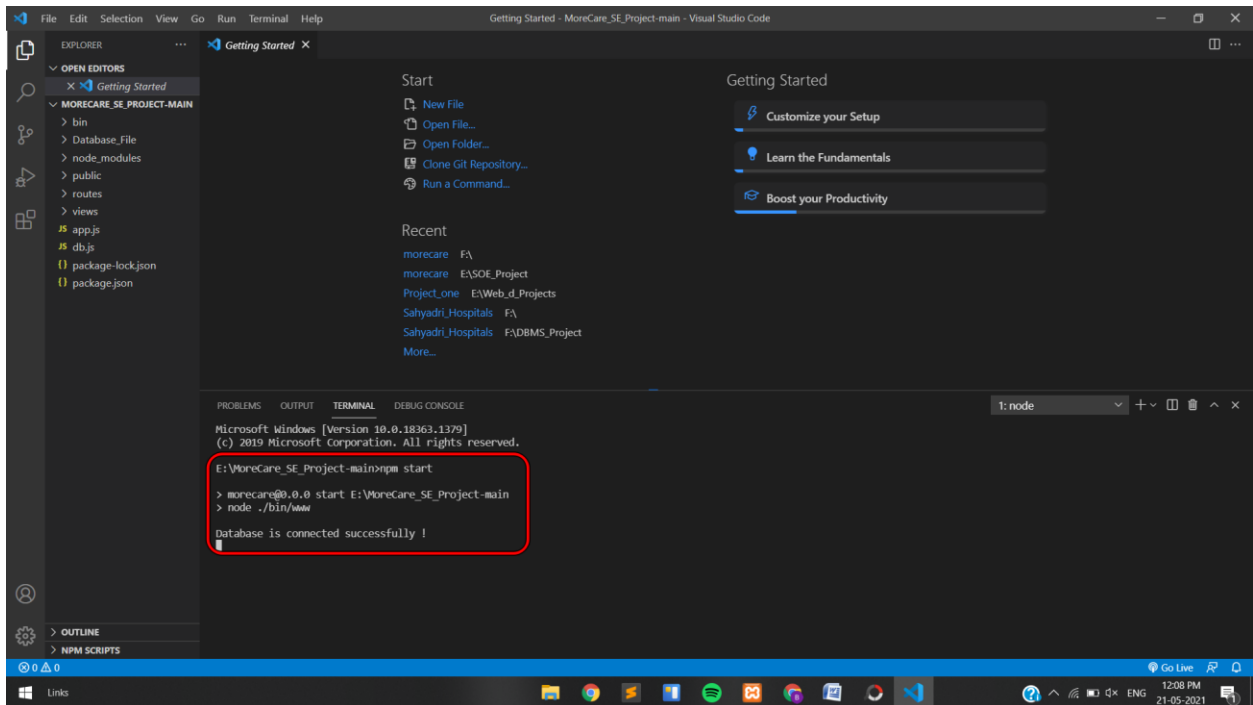 File Edit Selection View Go Run Terminal Help
Getting Started - MoreCare_SE_Project-main - Visual Studio Code
EXPLORER
OPEN EDITORS
Getting Started
MORECARE_SE_PROJECT-MAIN
bin
Database_File
node_modules
public
routes
views
JS app.js
JS db.js
{} package-lock.json
{} package.json
OUTLINE
NPM SCRIPTS
Getting Started
Start
New File
Open File...
Open Folder...
Clone Git Repository...
Run a Command...
Recent
morecare F:\
morecare E:\SOE_Project
Project_one E:\Web_d_Projects
Sahyadri_Hospitals F:\
Sahyadri_Hospitals F:\DBMS_Project
More...
Getting Started
Customize your Setup
Learn the Fundamentals
Boost your Productivity
PROBLEMS OUTPUT TERMINAL DEBUG CONSOLE
1: node
Microsoft Windows [Version 10.0.18363.1379]
(c) 2019 Microsoft Corporation. All rights reserved.
E:\MoreCare_SE_Project-main>npm start
> morecare@0.0.0 start E:\MoreCare_SE_Project-main
> node ./bin/www
Database is connected successfully !
0 0
Go Live
Links
ENG
12:08 PM
21-05-2021